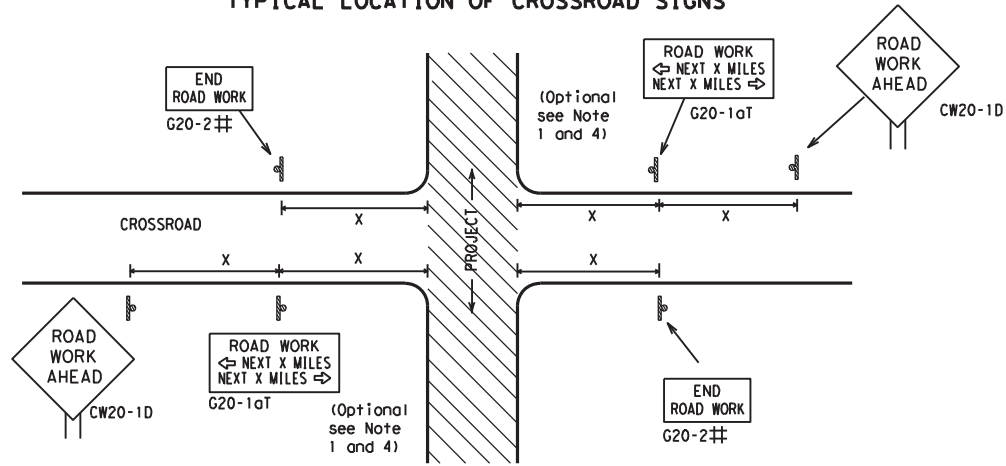 TYPICAL LOCATION OF CROSSROAD SIGNS
END
ROAD WORK
G20-2#
(Optional
see Note
1 and 4)
ROAD WORK
⇦ NEXT X MILES
NEXT X MILES ⇨
G20-1aT
ROAD
WORK
AHEAD
CW20-1D
X
X
X
CROSSROAD
PROJECT
X
X
X
ROAD
WORK
AHEAD
CW20-1D
ROAD WORK
⇦ NEXT X MILES
NEXT X MILES ⇨
G20-1aT
(Optional
see Note
1 and 4)
END
ROAD WORK
G20-2#